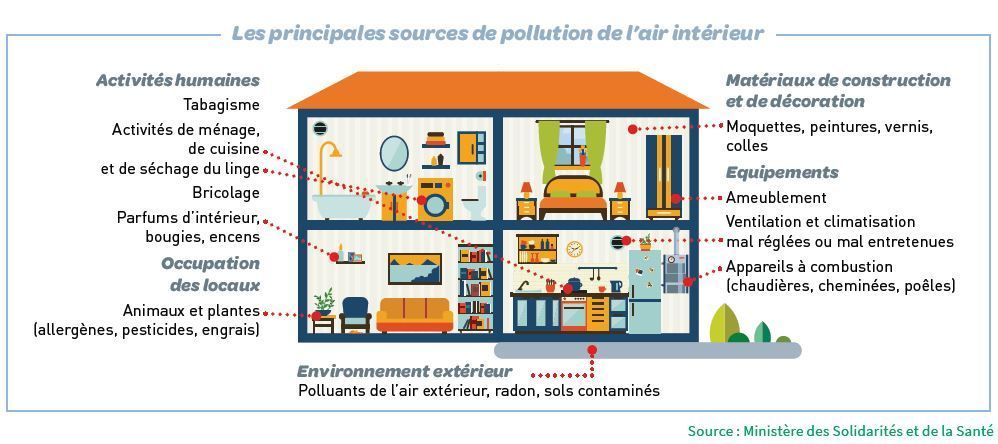 Les principales sources de pollution de l'air intérieur
Activités humaines
Tabagisme
Activités de ménage,
de cuisine
et de séchage du linge
Bricolage
Parfums d'intérieur,
bougies, encens
Occupation
des locaux
Animaux et plantes
(allergènes, pesticides, engrais)
Matériaux de construction
et de décoration
Moquettes, peintures, vernis,
colles
Equipements
Ameublement
Ventilation et climatisation
mal réglées ou mal entretenues
Appareils à combustion
(chaudières, cheminées, poêles)
Environnement extérieur
Polluants de l'air extérieur, radon, sols contaminés
Source : Ministère des Solidarités et de la Santé